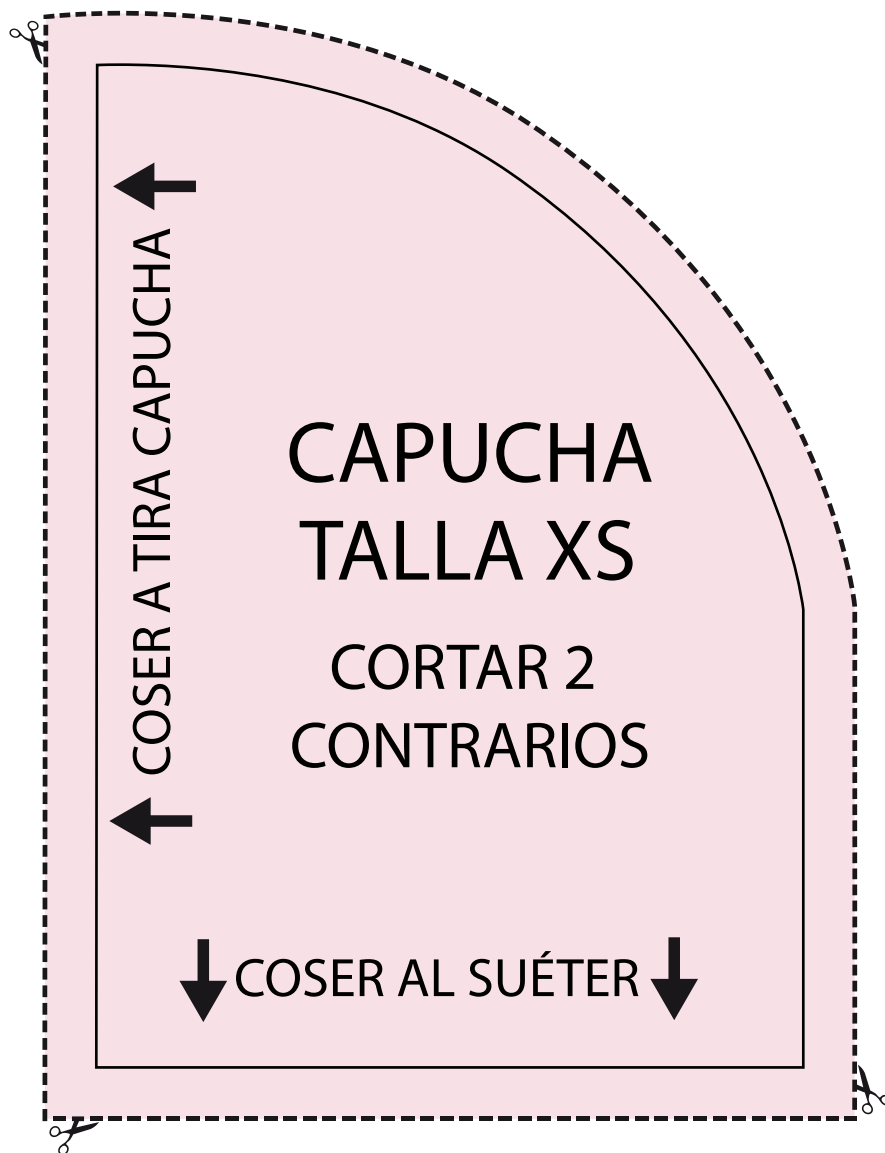 COSER A TIRA CAPUCHA
CAPUCHA
TALLA XS
CORTAR 2
CONTRARIOS
COSER AL SUÉTER